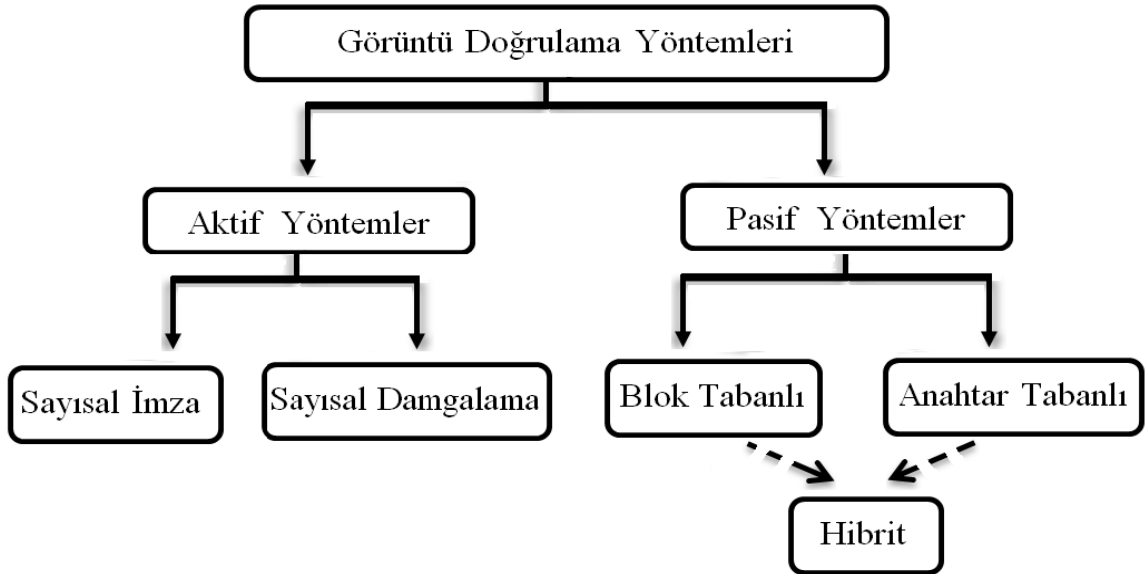 Görüntü Doğrulama Yöntemleri
Aktif Yöntemler
Pasif Yöntemler
Sayısal İmza
Sayısal Damgalama
Blok Tabanlı
Anahtar Tabanlı
Hibrit